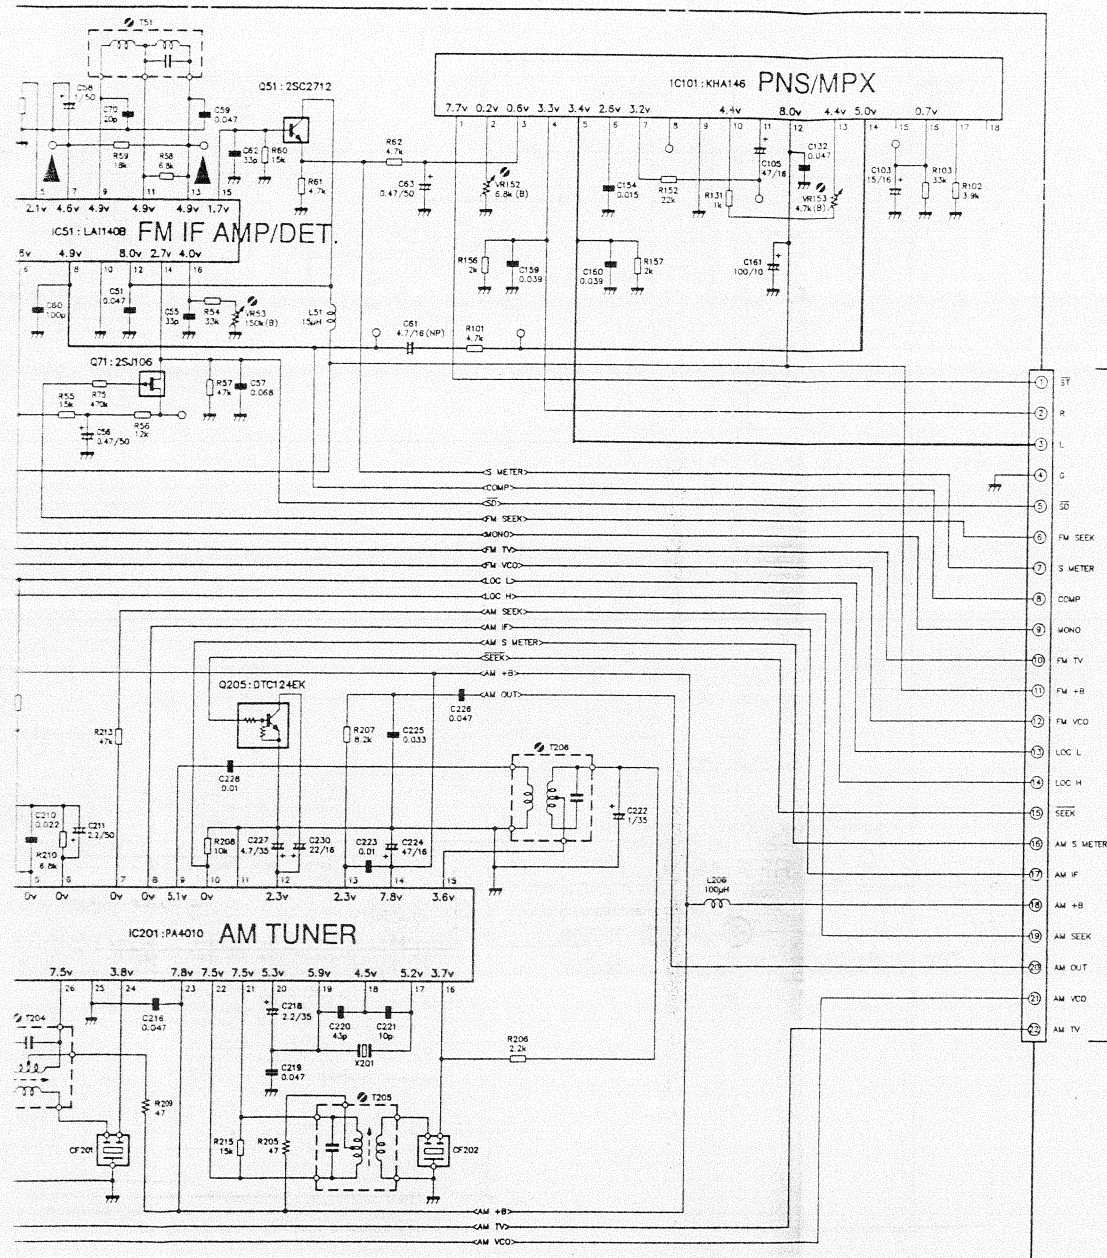 T51
C58
1/50
C70
20p
C59
0.047
R59
18k
R58
6.8k
Q51:2SC2712
C62
33p
R60
15k
R61
4.7k
R62
4.7k
C63
0.47/50
VR152
6.8k(B)
IC101:KHA146 PNS/MPX
7.7v 0.2v 0.6v 3.3v 3.4v 2.6v 3.2v 4.4v 8.0v 4.4v 5.0v 0.7v
1 2 3 4 5 6 7 8 9 10 11 12 13 14 15 16 17 18
C154
0.015
R152
22k
R131
1k
C105
47/16
C132
0.047
VR153
4.7k(B)
C103
15/16
R103
33k
R102
3.9k
5 7 9 11 13 15
2.1v 4.6v 4.9v 4.9v 4.9v 1.7v
IC51:LA1140B FM IF AMP/DET.
4.9v 8.0v 2.7v 4.0v
6 8 10 12 14 16
C60
100p
C51
0.047
C55
33p
R54
33k
VR53
150k(B)
L51
15μH
R156
2k
C159
0.039
C160
0.039
R157
2k
C161
100/10
C61
4.7/16(NP)
R101
4.7k
Q71:2SJ106
R55
15k
R75
470k
C56
0.47/50
R56
12k
R57
47k
C57
0.068
S METER
COMP
SD
FM SEEK
MONO
FM TV
FM VCO
LOC L
LOC H
AM SEEK
AM IF
AM S METER
SEEK
AM +B
AM OUT
1 ST
2 R
3 L
4 G
5 SD
6 FM SEEK
7 S METER
8 COMP
9 MONO
10 FM TV
11 FM +B
12 FM VCO
13 LOC L
14 LOC H
15 SEEK
16 AM S METER
17 AM IF
18 AM +B
19 AM SEEK
20 AM OUT
21 AM VCO
22 AM TV
Q205:DTC124EK
R213
47k
R207
8.2k
C225
0.033
C226
0.047
T206
C228
0.01
C222
1/35
C210
0.022
R210
6.8k
C211
2.2/50
R208
10k
C227
4.7/35
C230
22/16
C223
0.01
C224
47/16
L206
100μH
5 6 7 8 9 10 11 12 13 14 15
0v 0v 0v 0v 5.1v 0v 2.3v 2.3v 7.8v 3.6v
IC201:PA4010 AM TUNER
7.5v 3.8v 7.8v 7.5v 7.5v 5.3v 5.9v 4.5v 5.2v 3.7v
26 25 24 23 22 21 20 19 18 17 16
T204
C216
0.047
C218
2.2/35
C220
43p
C221
10p
X201
C219
0.047
R206
2.2k
R209
47
CF201
R215
15k
R205
47
T205
CF202
AM +B
AM TV
AM VCO